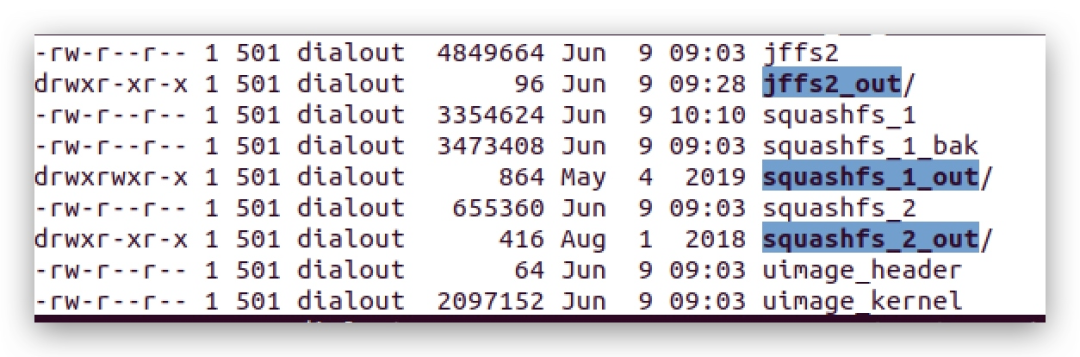 -rw-r--r-- 1 501 dialout 4849664 Jun  9 09:03 jffs2
drwxr-xr-x 1 501 dialout      96 Jun  9 09:28 jffs2_out/
-rw-r--r-- 1 501 dialout 3354624 Jun  9 10:10 squashfs_1
-rw-r--r-- 1 501 dialout 3473408 Jun  9 09:03 squashfs_1_bak
drwxrwxr-x 1 501 dialout     864 May  4  2019 squashfs_1_out/
-rw-r--r-- 1 501 dialout  655360 Jun  9 09:03 squashfs_2
drwxr-xr-x 1 501 dialout     416 Aug  1  2018 squashfs_2_out/
-rw-r--r-- 1 501 dialout      64 Jun  9 09:03 uimage_header
-rw-r--r-- 1 501 dialout 2097152 Jun  9 09:03 uimage_kernel